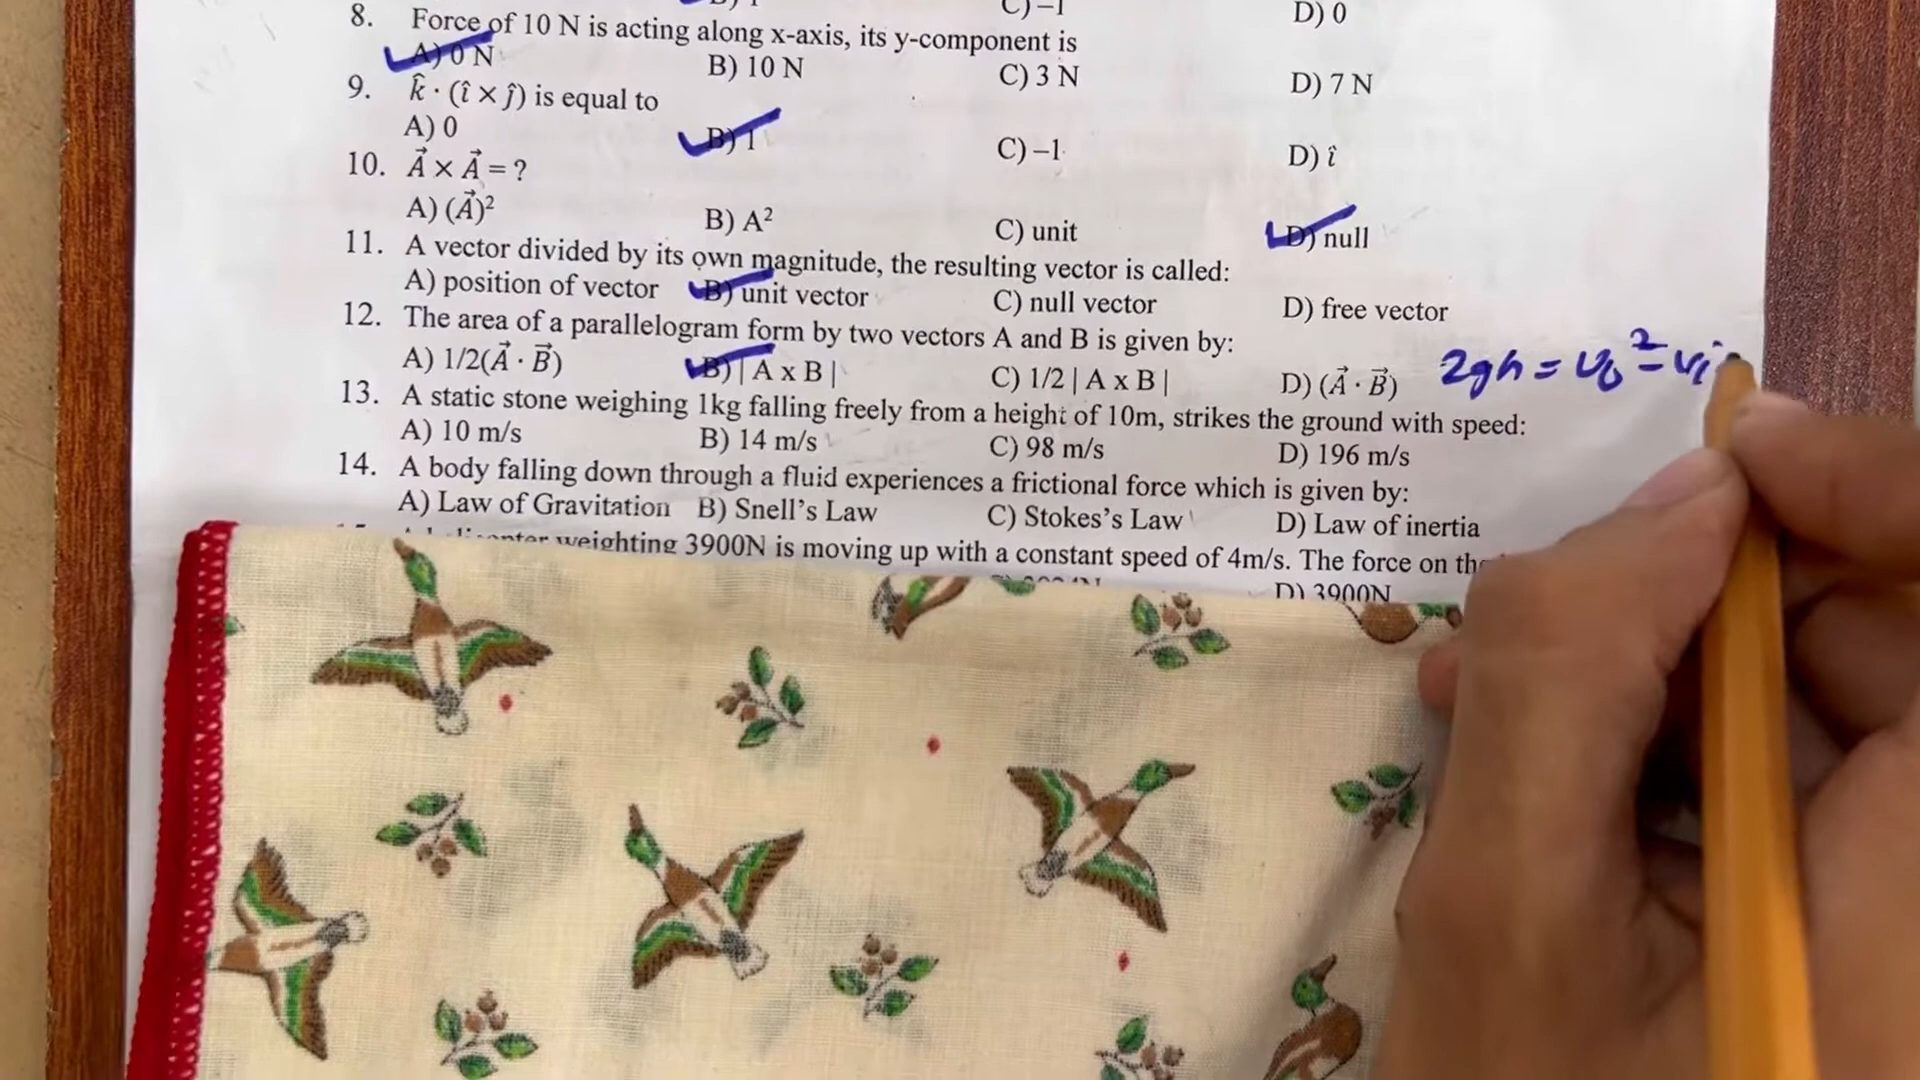 C) –1
D) 0
8. Force of 10 N is acting along x-axis, its y-component is
A) 0 N B) 10 N C) 3 N D) 7 N
9. k̂ · (î × ĵ) is equal to
A) 0 B) 1 C) –1 D) î
10. A⃗ × A⃗ = ?
A) (A⃗)² B) A² C) unit D) null
11. A vector divided by its own magnitude, the resulting vector is called:
A) position of vector B) unit vector C) null vector D) free vector
12. The area of a parallelogram form by two vectors A and B is given by:
A) 1/2(A⃗ · B⃗) B) | A x B | C) 1/2 | A x B | D) (A⃗ · B⃗)
2gh =
13. A static stone weighing 1kg falling freely from a height of 10m, strikes the ground with speed:
A) 10 m/s B) 14 m/s C) 98 m/s D) 196 m/s
14. A body falling down through a fluid experiences a frictional force which is given by:
A) Law of Gravitation B) Snell's Law C) Stokes's Law D) Law of inertia
weighting 3900N is moving up with a constant speed of 4m/s. The force on
D) 3900N